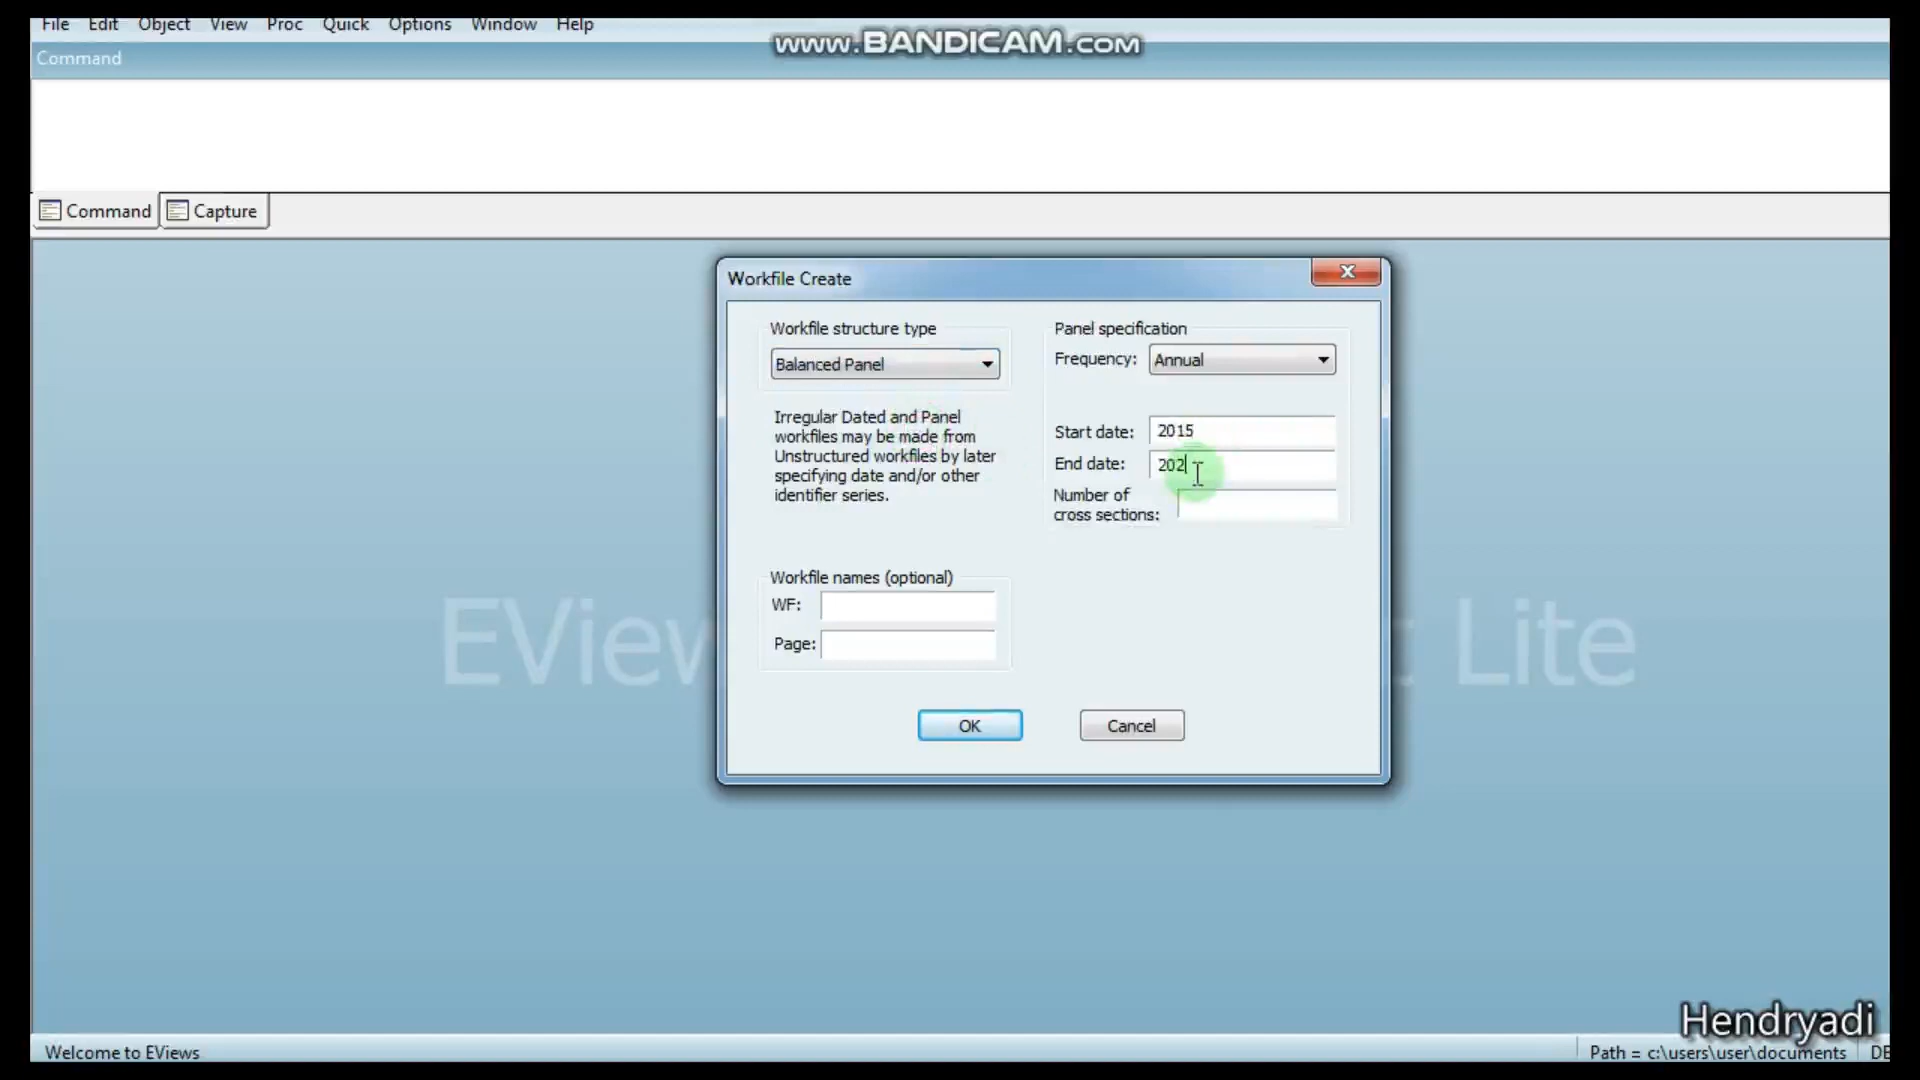 File Edit Object View Proc Quick Options Window Help
www.BANDICAM.com
Command
Command Capture
Workfile Create
Workfile structure type
Balanced Panel
Irregular Dated and Panel
workfiles may be made from
Unstructured workfiles by later
specifying date and/or other
identifier series.
Panel specification
Frequency: Annual
Start date: 2015
End date: 202
Number of
cross sections:
Workfile names (optional)
WF:
Page:
OK Cancel
EView
Lite
Hendryadi
Welcome to EViews
Path = c:\users\user\documents